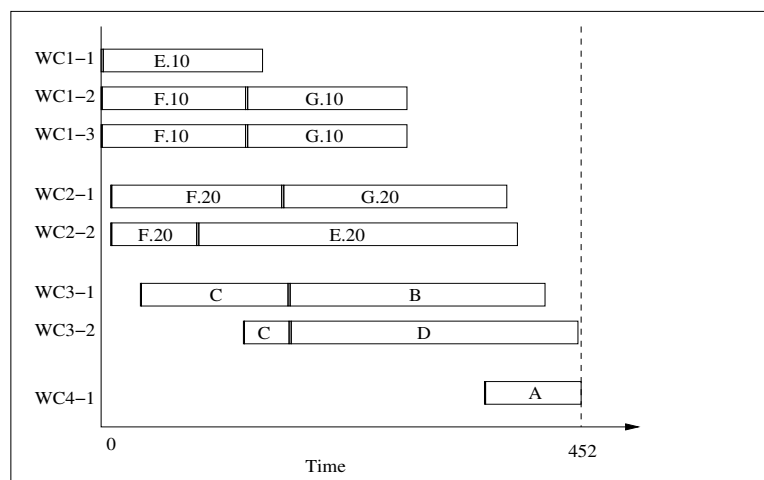 WC1−1 E.10
WC1−2 F.10 G.10
WC1−3 F.10 G.10
WC2−1 F.20 G.20
WC2−2 F.20 E.20
WC3−1 C B
WC3−2 C D
WC4−1 A
0 452
Time